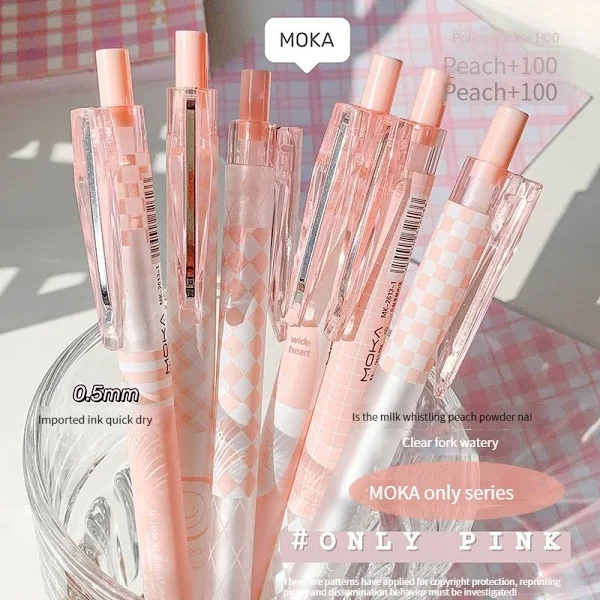 MOKA
Peach+100
Peach+100
0.5mm
Imported ink quick dry
MOKA
MK-2613-1
wide
heart
MK-2613-1
MOKA
Is the milk whistling peach powder na!
Clear fork watery
MOKA only series
#ONLY PINK
There are patterns have applied for copyright protection, reprinting
and dissemination behavior must be investigated!